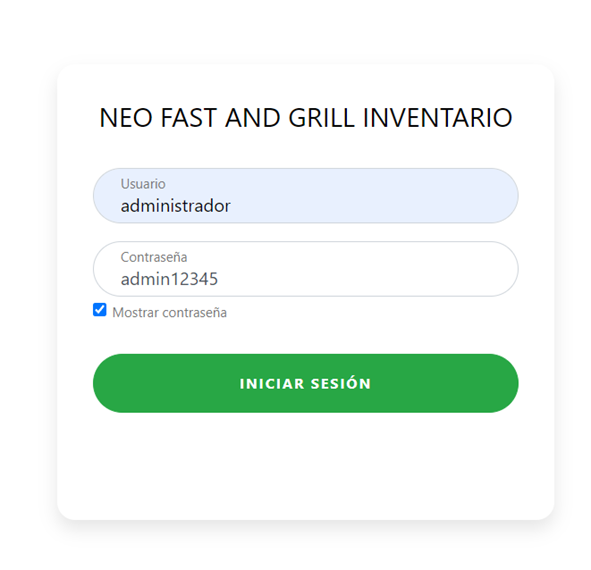 NEO FAST AND GRILL INVENTARIO
Usuario
administrador
Contraseña
admin12345
Mostrar contraseña
INICIAR SESIÓN